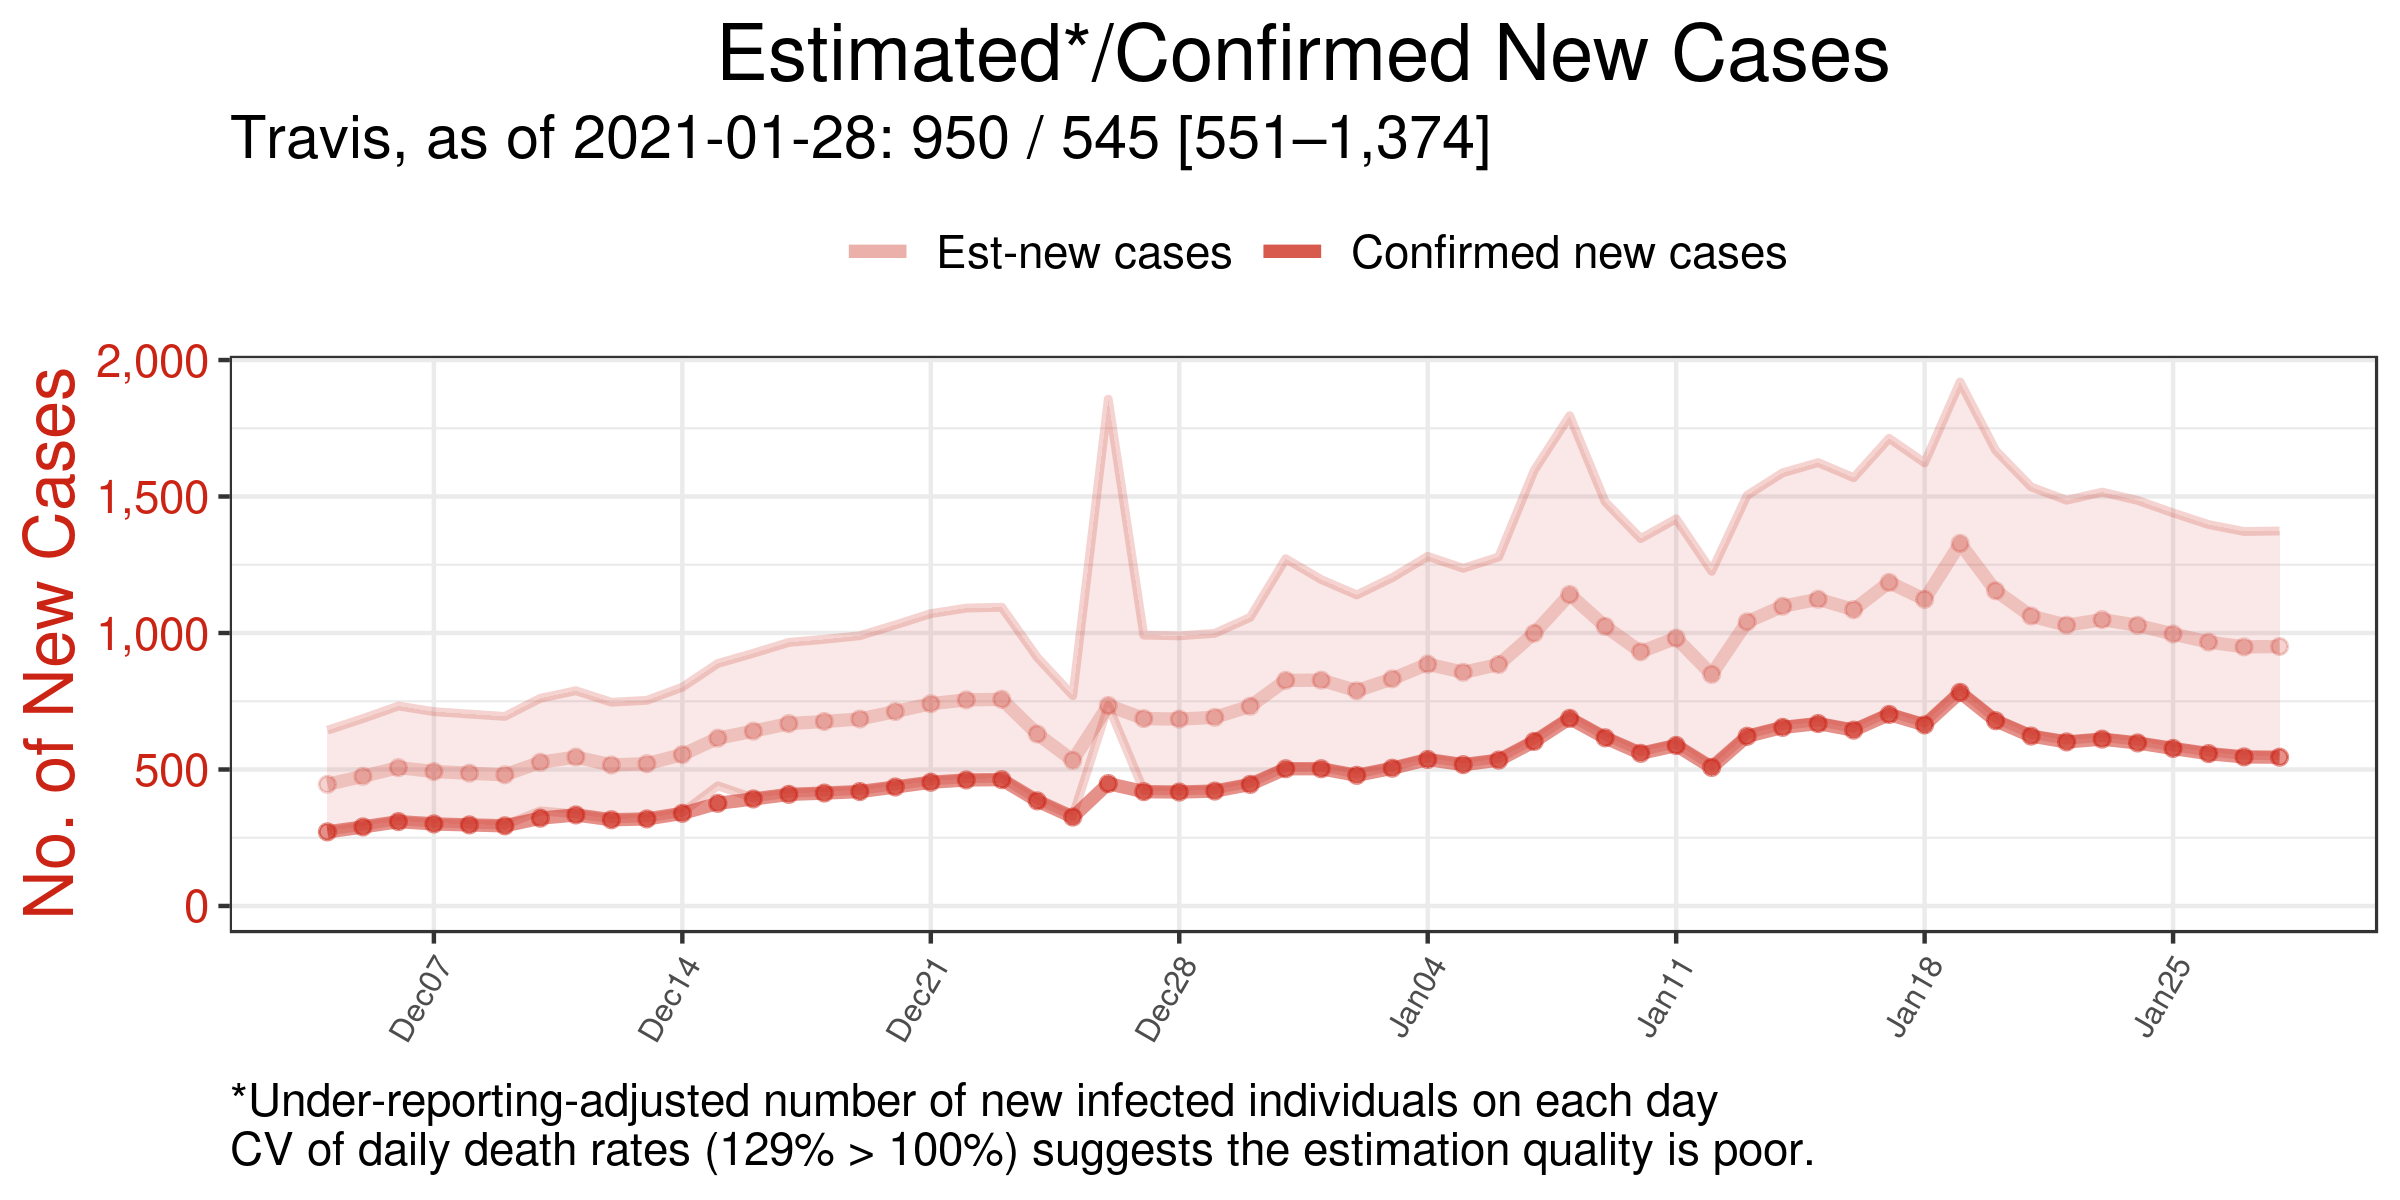 Estimated*/Confirmed New Cases
Travis, as of 2021-01-28: 950 / 545 [551–1,374]
Est-new cases
Confirmed new cases
No. of New Cases
2,000
1,500
1,000
500
0
Dec07
Dec14
Dec21
Dec28
Jan04
Jan11
Jan18
Jan25
*Under-reporting-adjusted number of new infected individuals on each day
CV of daily death rates (129% > 100%) suggests the estimation quality is poor.